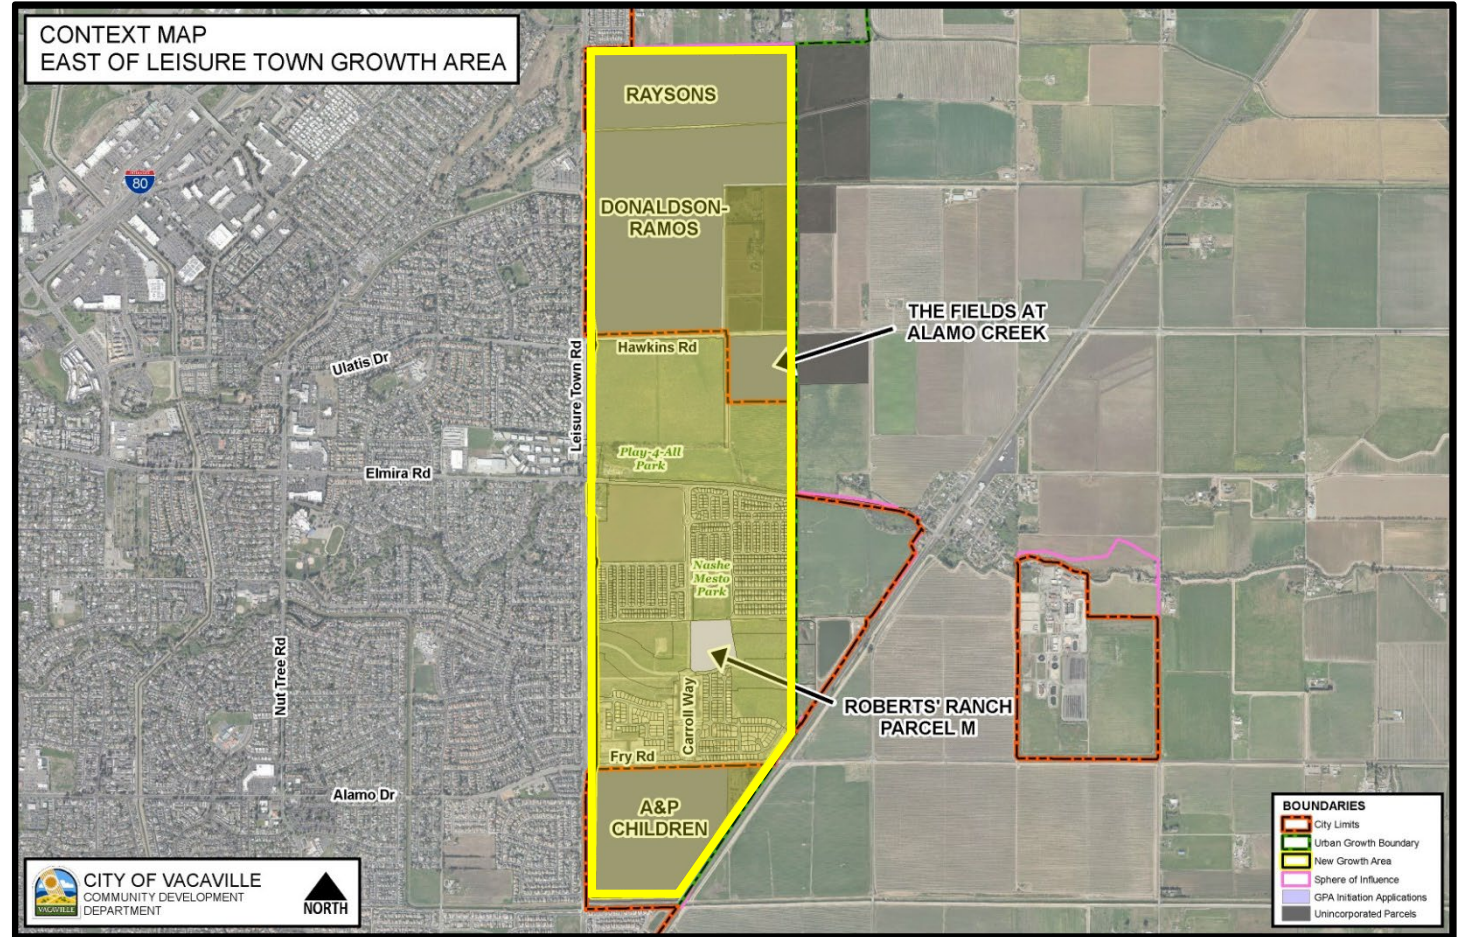 CONTEXT MAP
EAST OF LEISURE TOWN GROWTH AREA
80
RAYSONS
DONALDSON-
RAMOS
THE FIELDS AT
ALAMO CREEK
Hawkins Rd
Ulatis Dr
Leisure Town Rd
Play-4-All
Park
Elmira Rd
Nashe
Mesto
Park
Nut Tree Rd
Carroll Way
ROBERTS' RANCH
PARCEL M
Fry Rd
Alamo Dr
A&P
CHILDREN
BOUNDARIES
City Limits
Urban Growth Boundary
New Growth Area
Sphere of Influence
GPA Initiation Applications
Unincorporated Parcels
VACAVILLE
CITY OF VACAVILLE
COMMUNITY DEVELOPMENT
DEPARTMENT
NORTH